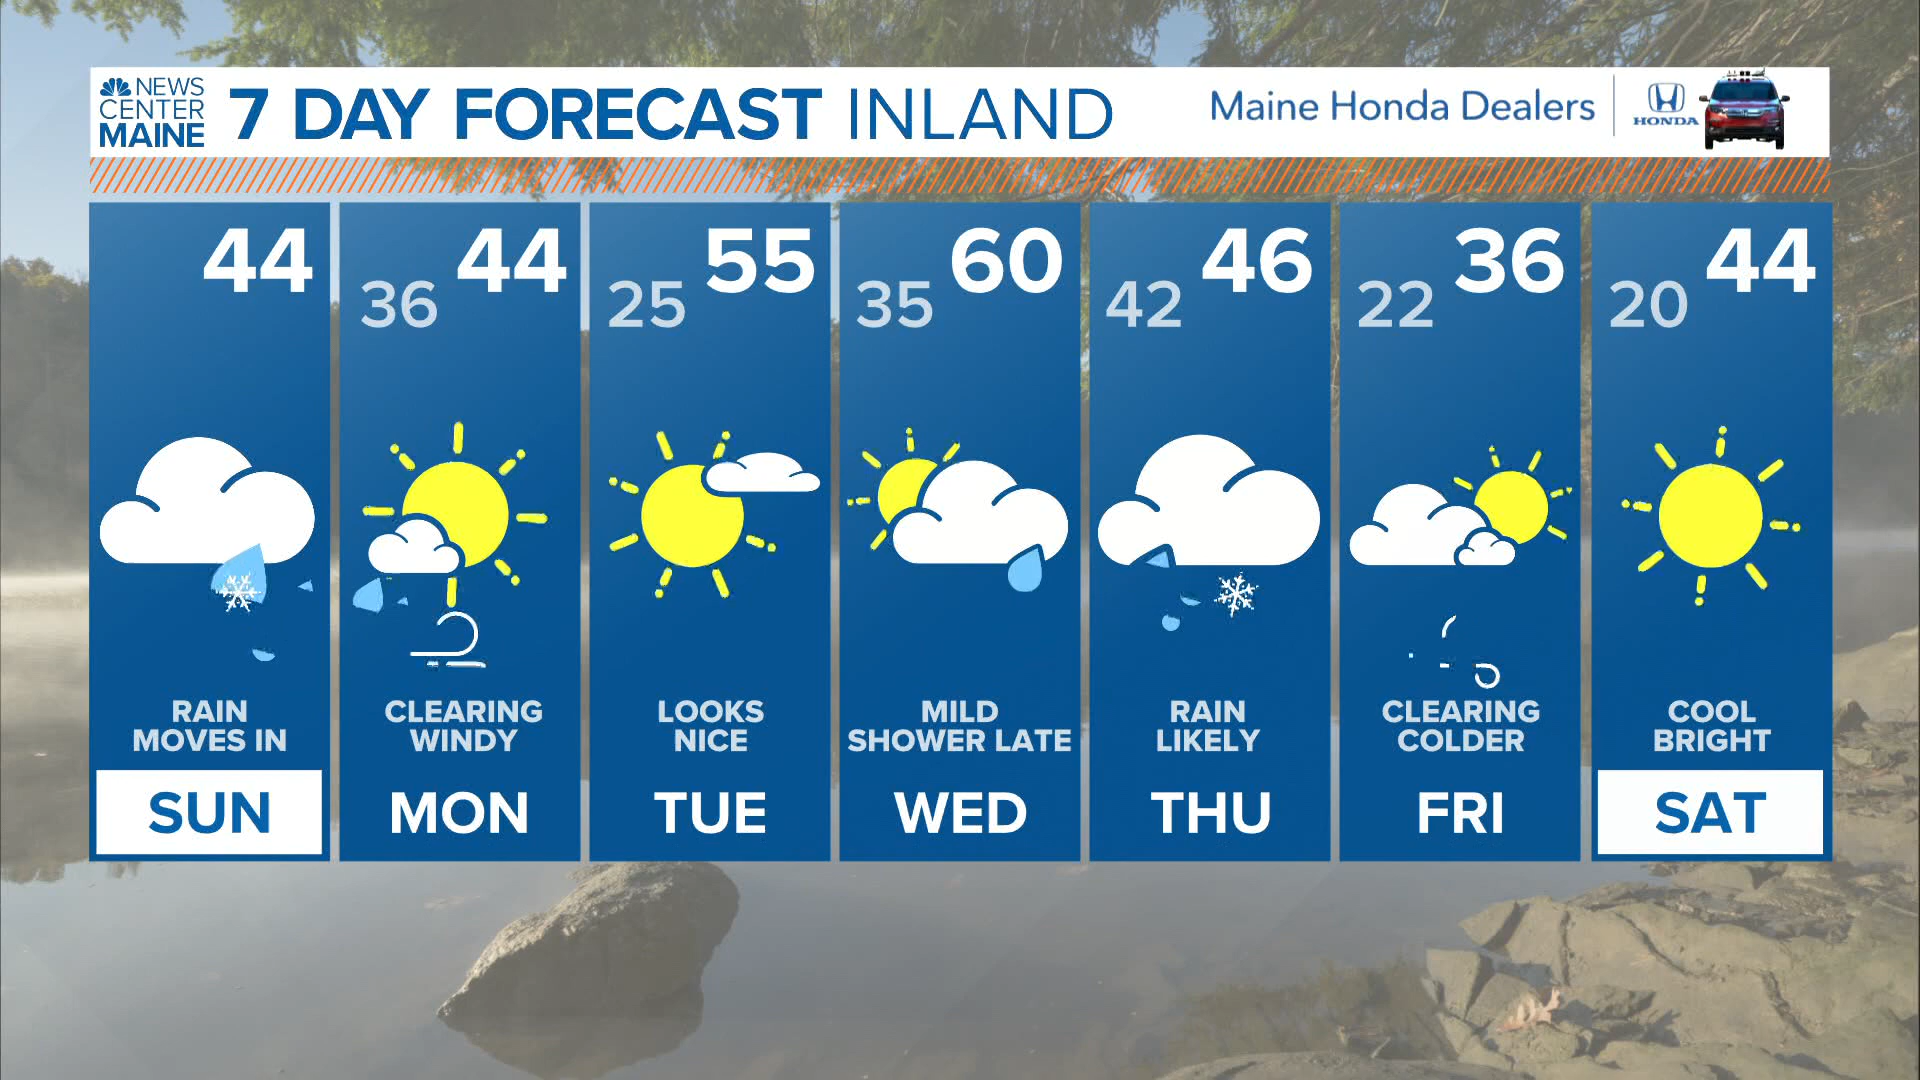 NEWS
CENTER
MAINE
7 DAY FORECAST INLAND
Maine Honda Dealers
HONDA
44
36 44
25 55
35 60
42 46
22 36
20 44
RAIN
MOVES IN
CLEARING
WINDY
LOOKS
NICE
MILD
SHOWER LATE
RAIN
LIKELY
CLEARING
COLDER
COOL
BRIGHT
SUN
MON
TUE
WED
THU
FRI
SAT